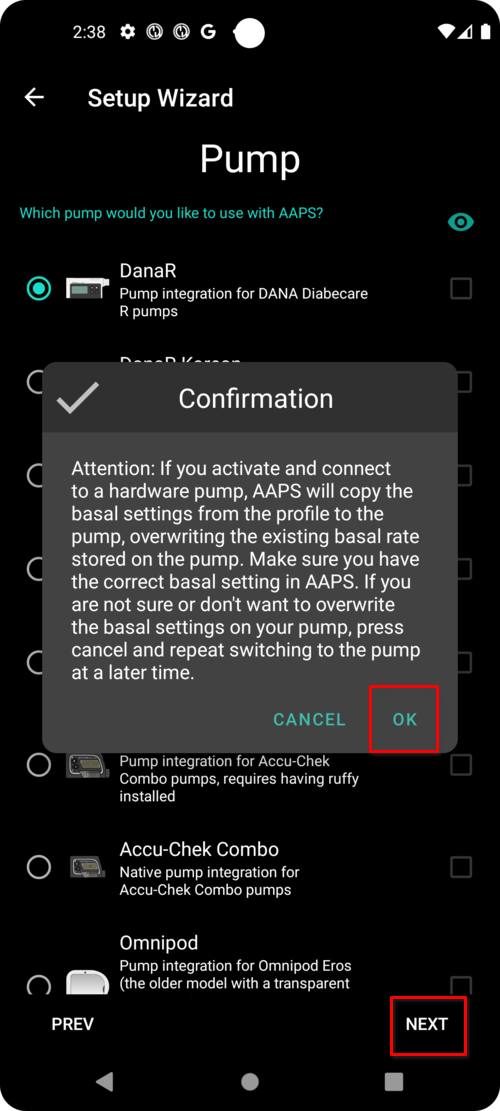 2:38
Setup Wizard
Pump
Which pump would you like to use with AAPS?
DanaR
Pump integration for DANA Diabecare
R pumps
DanaR Korean
Confirmation
Attention: If you activate and connect
to a hardware pump, AAPS will copy the
basal settings from the profile to the
pump, overwriting the existing basal rate
stored on the pump. Make sure you have
the correct basal setting in AAPS. If you
are not sure or don't want to overwrite
the basal settings on your pump, press
cancel and repeat switching to the pump
at a later time.
CANCEL OK
Pump integration for Accu-Chek
Combo pumps, requires having ruffy
installed
Accu-Chek Combo
Native pump integration for
Accu-Chek Combo pumps
Omnipod
Pump integration for Omnipod Eros
(the older model with a transparent
PREV NEXT